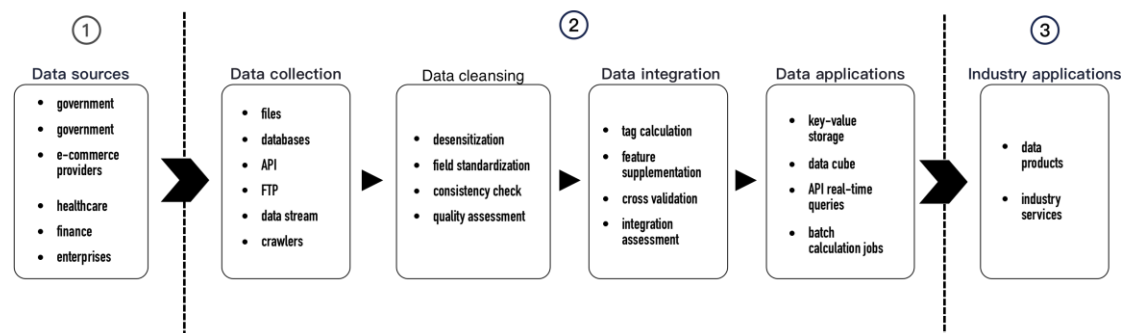 1
2
3
Data sources
government
government
e-commerce
providers
healthcare
finance
enterprises
Data collection
files
databases
API
FTP
data stream
crawlers
Data cleansing
desensitization
field standardization
consistency check
quality assessment
Data integration
tag calculation
feature
supplementation
cross validation
integration
assessment
Data applications
key-value
storage
data cube
API real-time
queries
batch
calculation jobs
Industry applications
data
products
industry
services